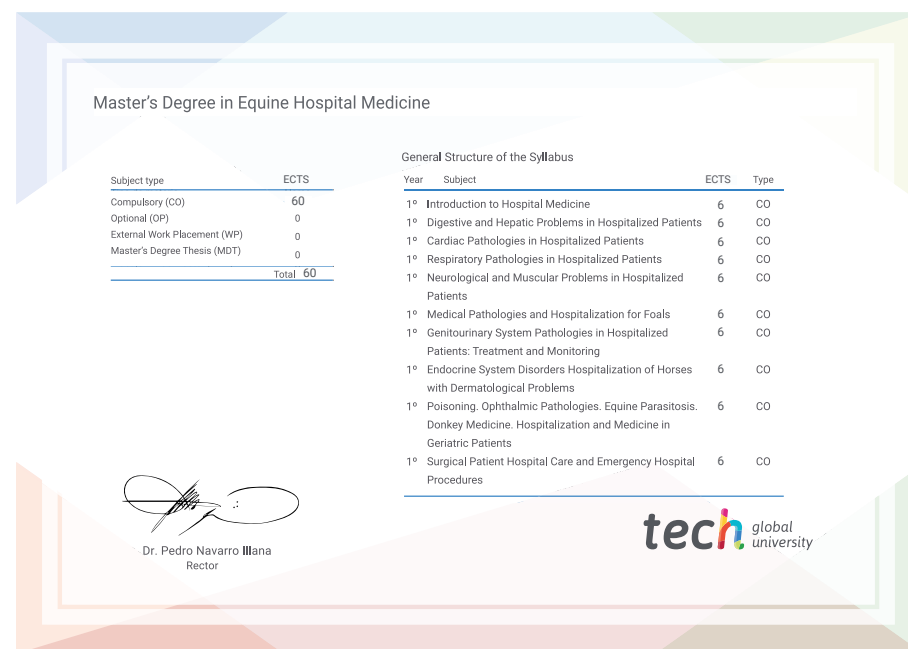 Master's Degree in Equine Hospital Medicine
Subject type ECTS
Compulsory (CO) 60
Optional (OP) 0
External Work Placement (WP) 0
Master's Degree Thesis (MDT) 0
Total 60
General Structure of the Syllabus
Year Subject ECTS Type
1º Introduction to Hospital Medicine 6 CO
1º Digestive and Hepatic Problems in Hospitalized Patients 6 CO
1º Cardiac Pathologies in Hospitalized Patients 6 CO
1º Respiratory Pathologies in Hospitalized Patients 6 CO
1º Neurological and Muscular Problems in Hospitalized 6 CO
Patients
1º Medical Pathologies and Hospitalization for Foals 6 CO
1º Genitourinary System Pathologies in Hospitalized 6 CO
Patients: Treatment and Monitoring
1º Endocrine System Disorders Hospitalization of Horses 6 CO
with Dermatological Problems
1º Poisoning. Ophthalmic Pathologies. Equine Parasitosis. 6 CO
Donkey Medicine. Hospitalization and Medicine in
Geriatric Patients
1º Surgical Patient Hospital Care and Emergency Hospital 6 CO
Procedures
Dr. Pedro Navarro Illana
Rector
tech global
university